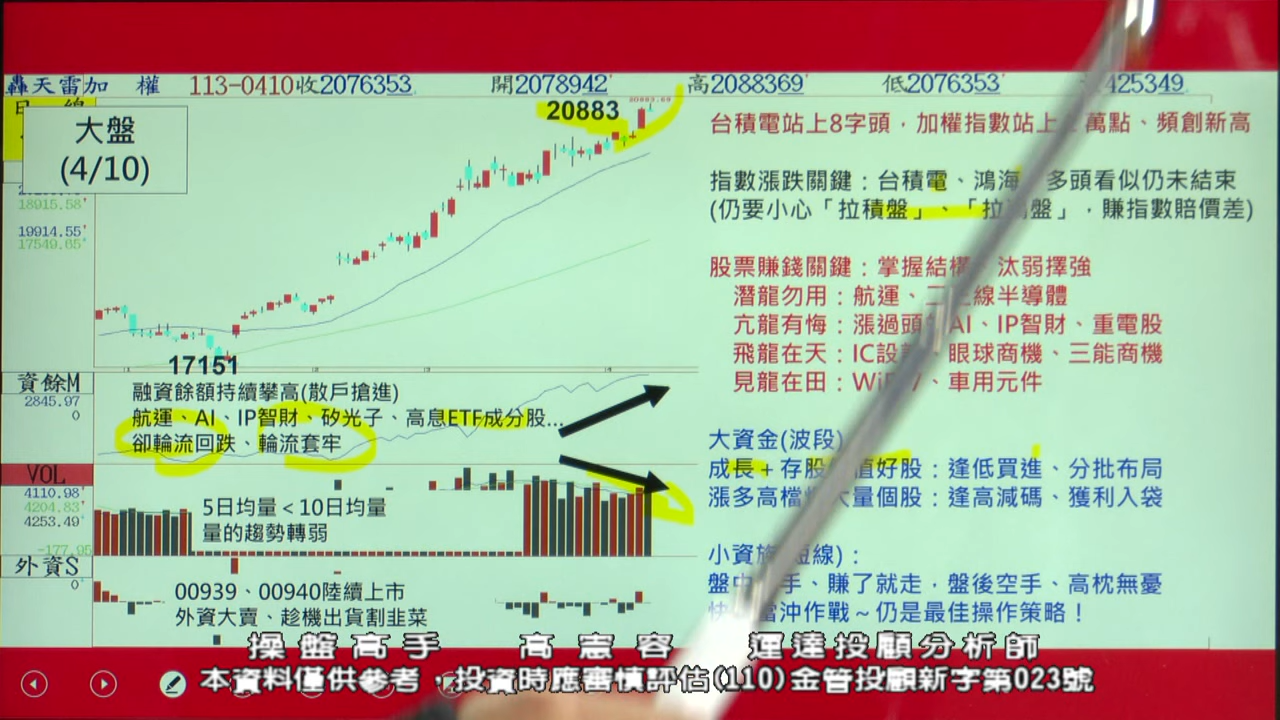 轟天雷加 權 113-0410收2076353 開2078942 高2088369 低2076353 425349
日 線
大盤
(4/10)
20883.69
20883
18915.58
19914.55
17549.65
17151
台積電站上8字頭，加權指數站上 萬點、頻創新高
指數漲跌關鍵：台積電、鴻海 多頭看似仍未結束
(仍要小心「拉積盤」、「拉 盤」，賺指數賠價差)
股票賺錢關鍵：掌握結構 汰弱擇強
潛龍勿用：航運、二三線半導體
亢龍有悔：漲過頭 AI、IP智財、重電股
飛龍在天：IC設 眼球商機、三能商機
見龍在田：WiFi 、車用元件
資餘M
2845.97
0
融資餘額持續攀高(散戶搶進)
航運、AI、IP智財、矽光子、高息ETF成分股...
卻輪流回跌、輪流套牢
大資金(波段)
成長＋存股 值好股：逢低買進、分批布局
漲多高檔 大量個股：逢高減碼、獲利入袋
VOL
4110.98
4204.83
4253.49
-177.95
5日均量＜10日均量
量的趨勢轉弱
外資S
0
00939、00940陸續上市
外資大賣、趁機出貨割韭菜
小資族 短線)：
盤中 手、賺了就走，盤後空手、高枕無憂
快 當沖作戰～仍是最佳操作策略！
操盤高手 高憲容 運達投顧分析師
本資料僅供參考，投資時應審慎評估(110)金管投顧新字第023號